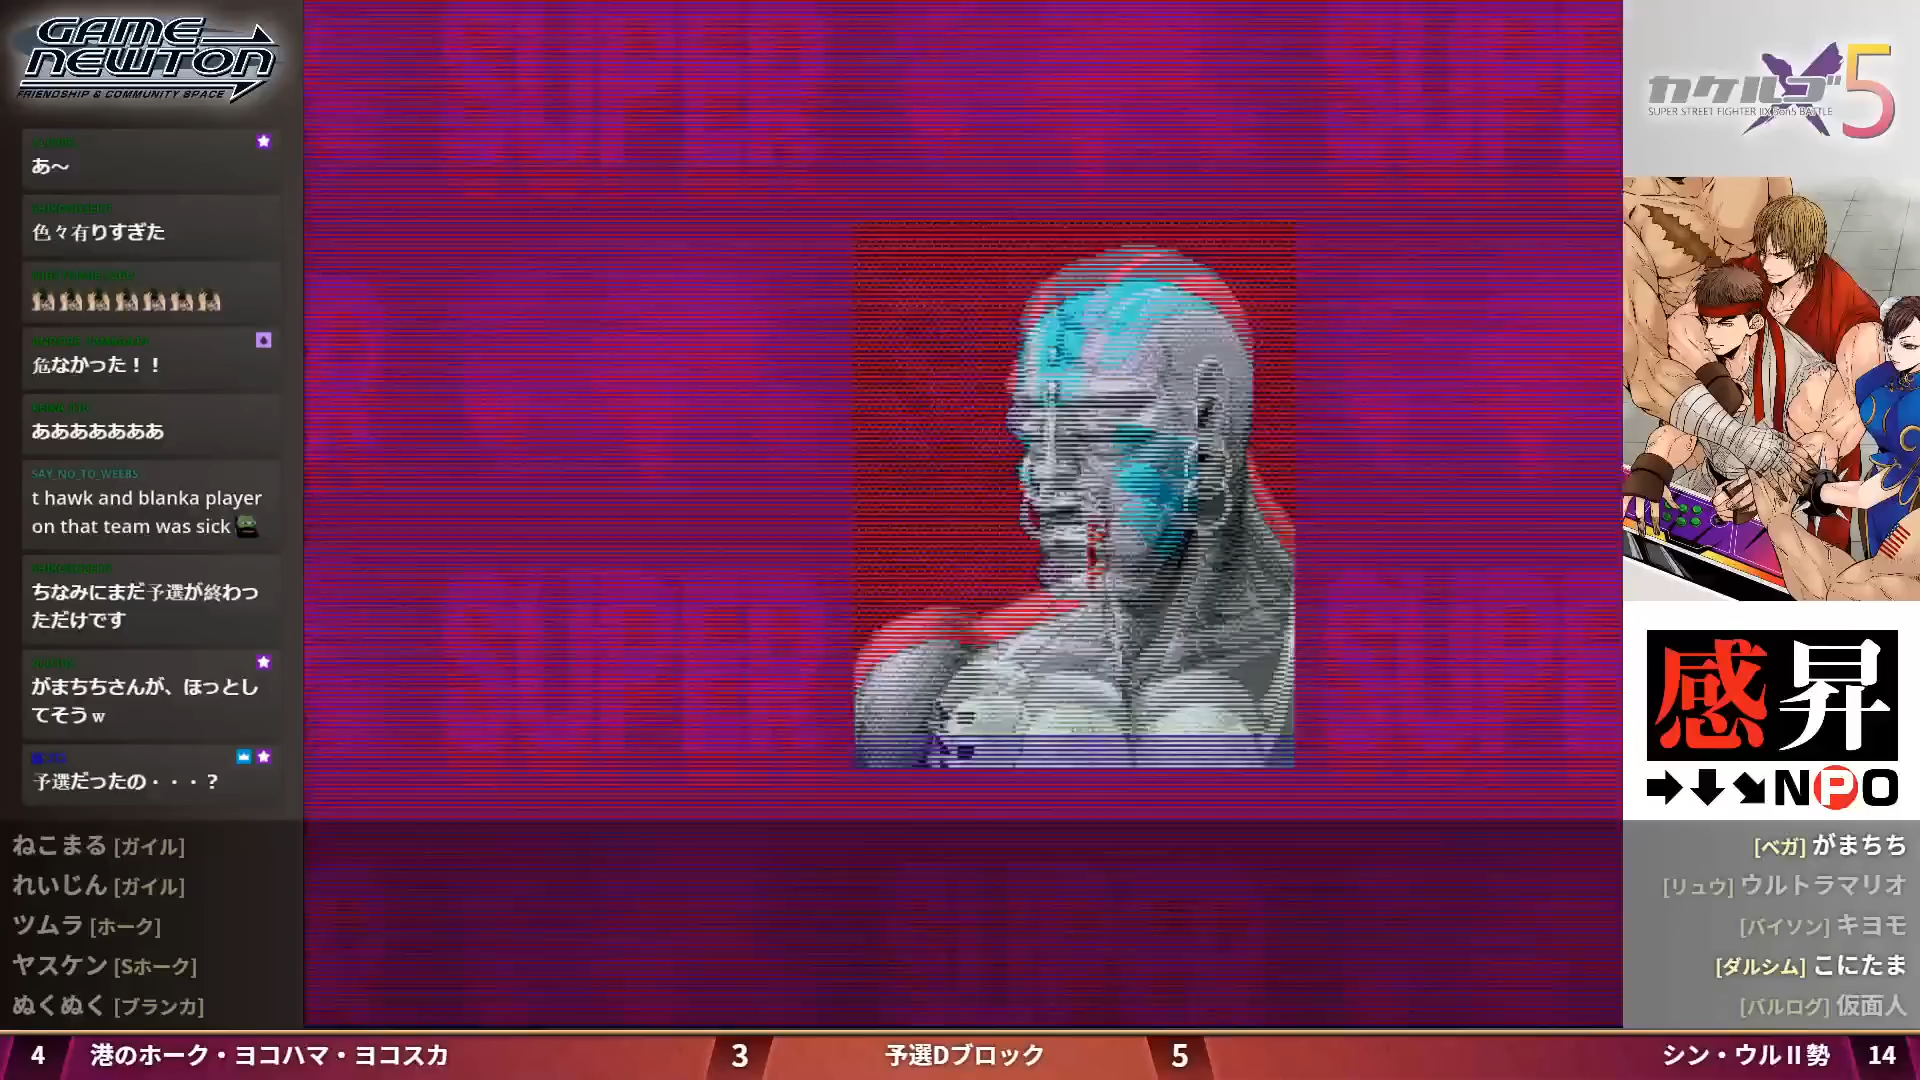 GAME
NEWTON
FRIENDSHIP & COMMUNITY SPACE
あ〜
色々有りすぎた
危なかった！！
あああああああ
SAY_NO_TO_WEEBS
t hawk and blanka player
on that team was sick
ちなみにまだ予選が終わっ
ただけです
がまちちさんが、ほっとし
てそうｗ
予選だったの・・・？
ねこまる [ガイル]
れいじん [ガイル]
ツムラ [ホーク]
ヤスケン [Sホーク]
ぬくぬく [ブランカ]
SUPER
SUPE
SUPER
SUPE
SUPER
カケルゴ 5
SUPER STREET FIGHTER IIX 5on5 BATTLE
感昇
NPO
[ベガ] がまちち
[リュウ] ウルトラマリオ
[バイソン] キヨモ
[ダルシム] こにたま
[バルログ] 仮面人
4 港のホーク・ヨコハマ・ヨコスカ 3 予選Dブロック 5 シン・ウルⅡ勢 14